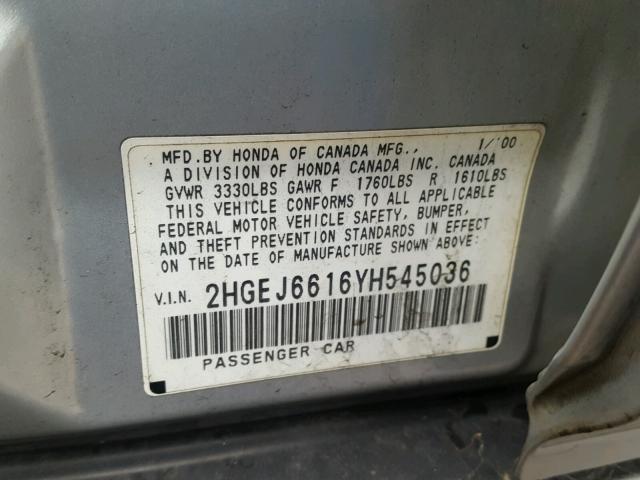 MFD. BY HONDA OF CANADA MFG., 1/'00
A DIVISION OF HONDA CANADA INC. CANADA
GVWR 3330LBS GAWR F 1760LBS R 1610LBS
THIS VEHICLE CONFORMS TO ALL APPLICABLE
FEDERAL MOTOR VEHICLE SAFETY, BUMPER,
AND THEFT PREVENTION STANDARDS IN EFFECT
ON THE DATE OF MANUFACTURE SHOWN ABOVE:
V.I.N. 2HGEJ6616YH545036
PASSENGER CAR